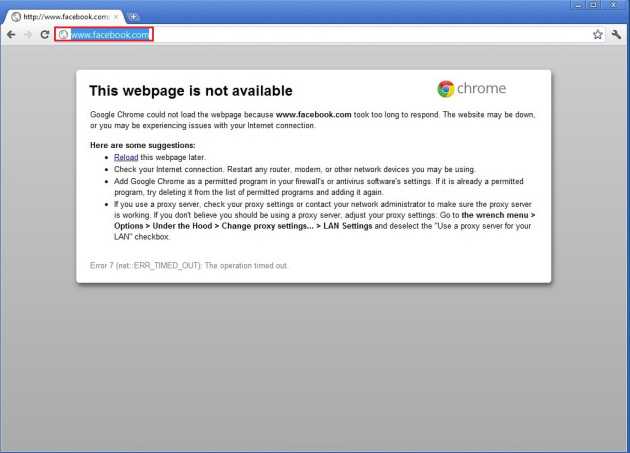 http://www.facebook.com
www.facebook.com
This webpage is not available
chrome
Google Chrome could not load the webpage because www.facebook.com took too long to respond. The website may be down,
or you may be experiencing issues with your Internet connection.
Here are some suggestions:
Reload this webpage later.
Check your Internet connection. Restart any router, modem, or other network devices you may be using.
Add Google Chrome as a permitted program in your firewall's or antivirus software's settings. If it is already a permitted
program, try deleting it from the list of permitted programs and adding it again.
If you use a proxy server, check your proxy settings or contact your network administrator to make sure the proxy server
is working. If you don't believe you should be using a proxy server, adjust your proxy settings: Go to the wrench menu >
Options > Under the Hood > Change proxy settings... > LAN Settings and deselect the "Use a proxy server for your
LAN" checkbox.
Error 7 (net::ERR_TIMED_OUT): The operation timed out.